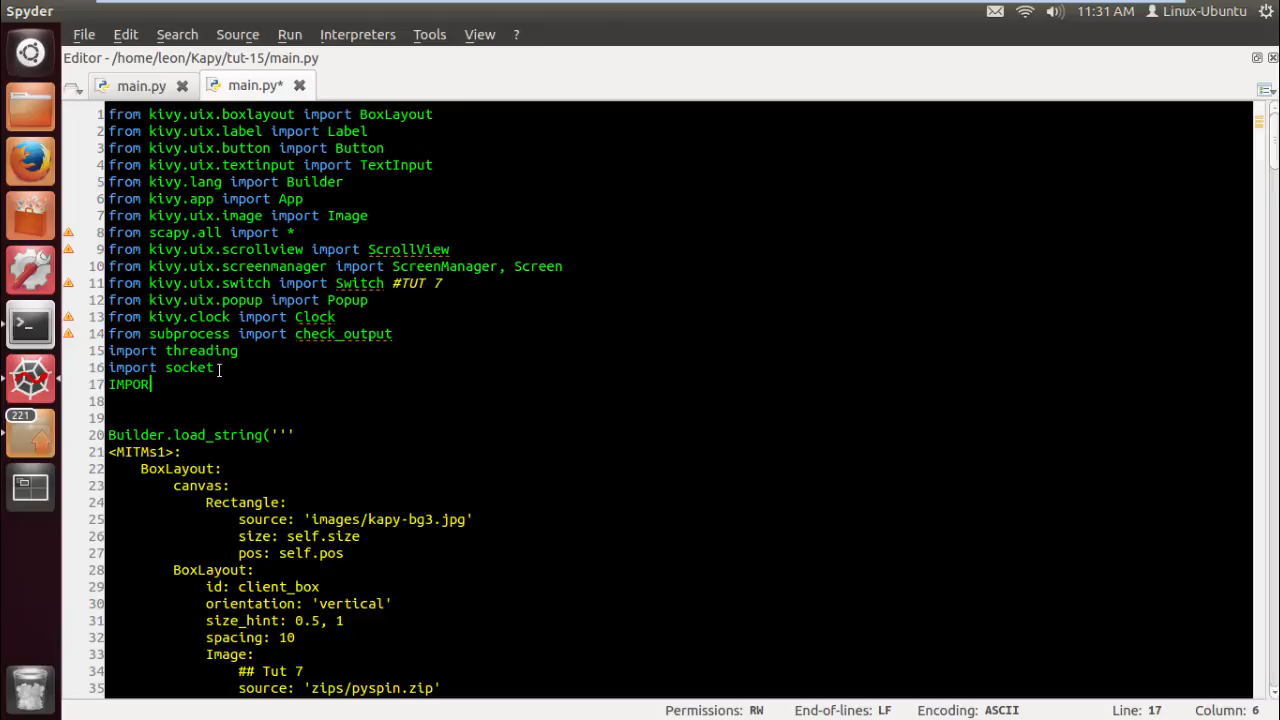 Spyder
11:31 AM
Linux-Ubuntu
File Edit Search Source Run Interpreters Tools View ?
Editor - /home/leon/Kapy/tut-15/main.py
main.py
main.py*
1 from kivy.uix.boxlayout import BoxLayout
2 from kivy.uix.label import Label
3 from kivy.uix.button import Button
4 from kivy.uix.textinput import TextInput
5 from kivy.lang import Builder
6 from kivy.app import App
7 from kivy.uix.image import Image
8 from scapy.all import *
9 from kivy.uix.scrollview import ScrollView
10 from kivy.uix.screenmanager import ScreenManager, Screen
11 from kivy.uix.switch import Switch #TUT 7
12 from kivy.uix.popup import Popup
13 from kivy.clock import Clock
14 from subprocess import check_output
15 import threading
16 import socket
17 IMPOR
18
19
20 Builder.load_string('''
21 <MITMs1>:
22 BoxLayout:
23 canvas:
24 Rectangle:
25 source: 'images/kapy-bg3.jpg'
26 size: self.size
27 pos: self.pos
28 BoxLayout:
29 id: client_box
30 orientation: 'vertical'
31 size_hint: 0.5, 1
32 spacing: 10
33 Image:
34 ## Tut 7
35 source: 'zips/pyspin.zip'
221
Permissions: RW End-of-lines: LF Encoding: ASCII Line: 17 Column: 6